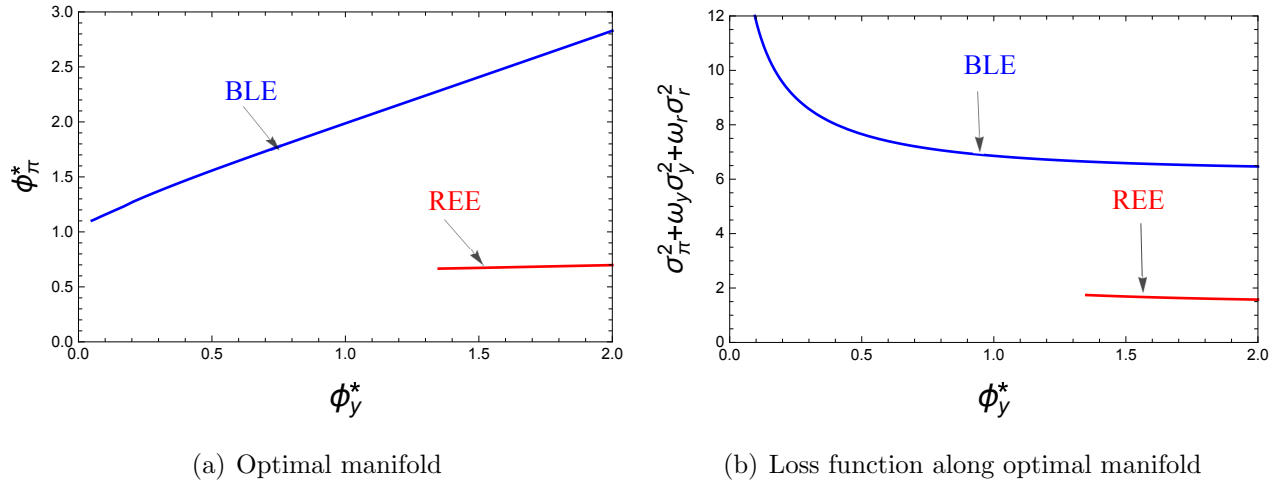 3.0
2.5
2.0
1.5
1.0
0.5
0.0
0.0
0.5
1.0
1.5
2.0
BLE
REE
ϕ*π
ϕ*y
(a) Optimal manifold
12
10
8
6
4
2
0
0.0
0.5
1.0
1.5
2.0
BLE
REE
σ²π+ωyσ²y+ωrσ²r
ϕ*y
(b) Loss function along optimal manifold